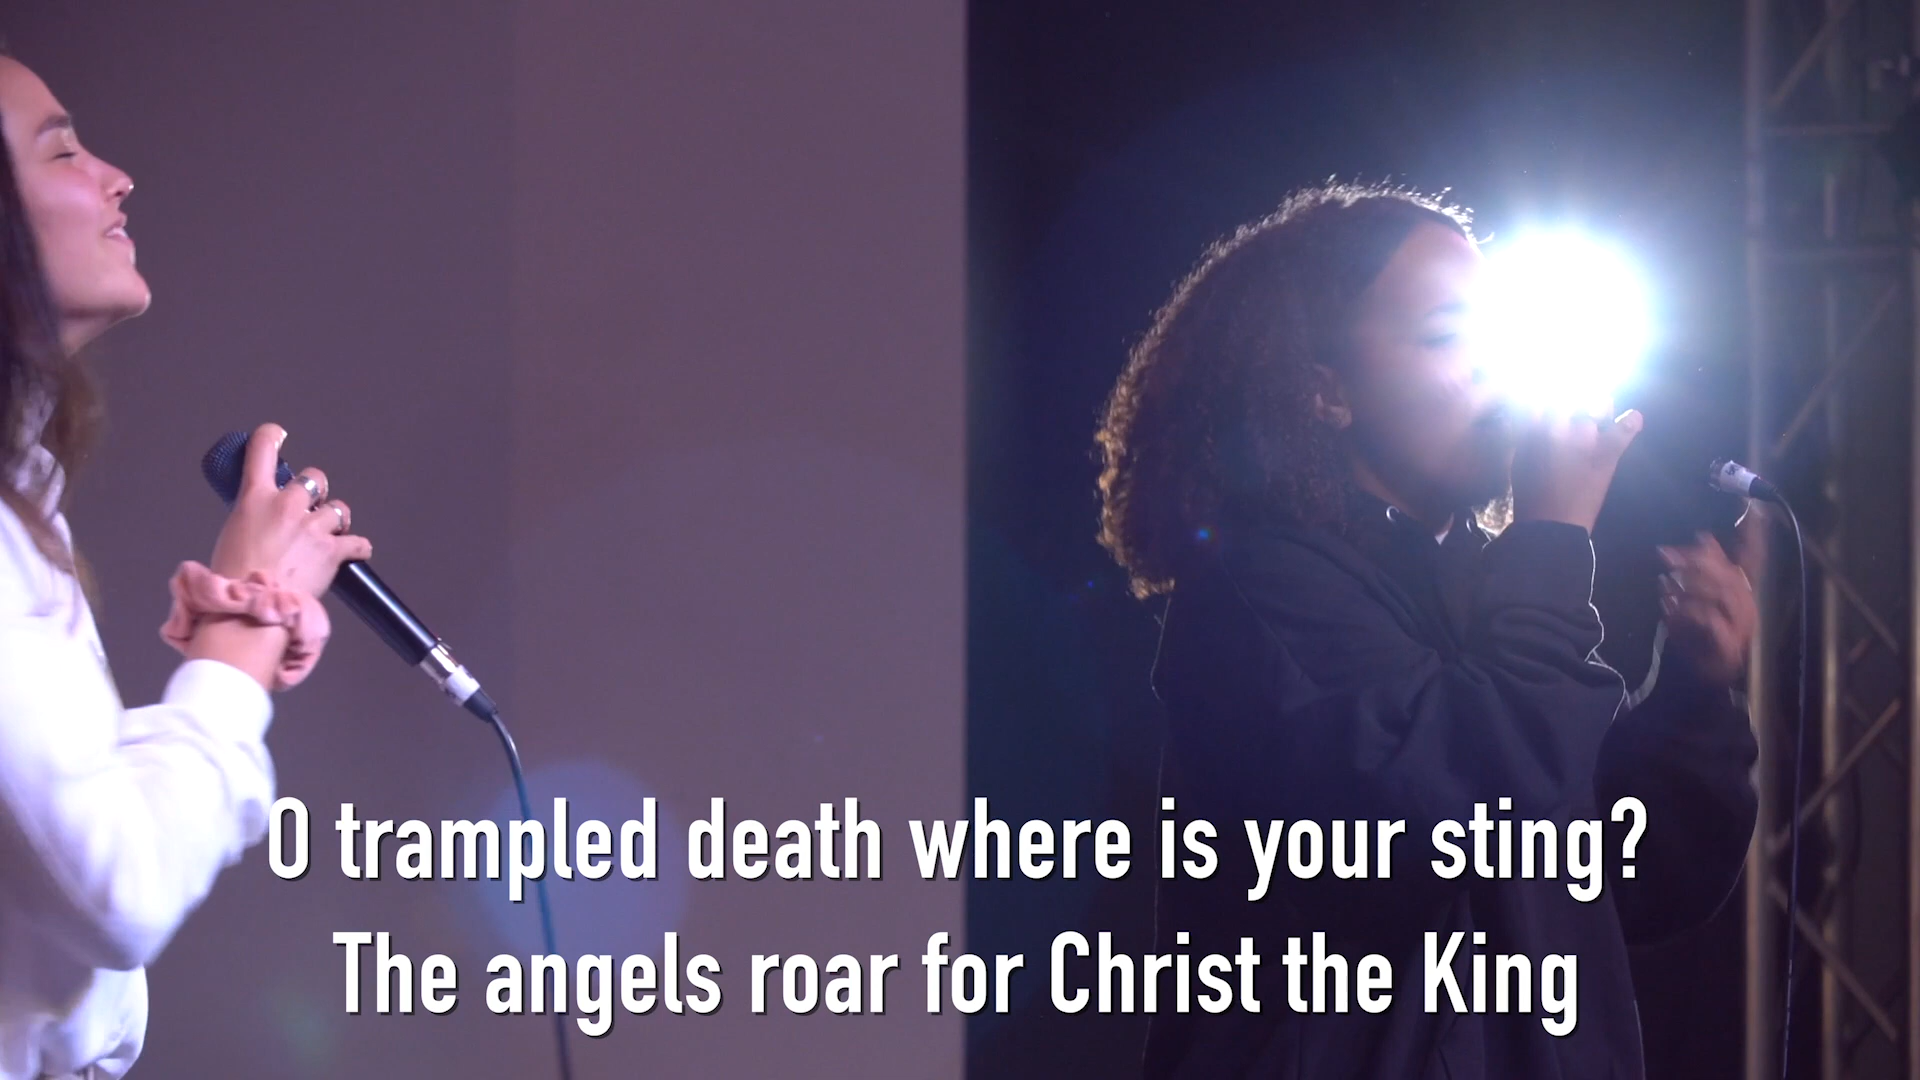 O trampled death where is your sting?
The angels roar for Christ the King